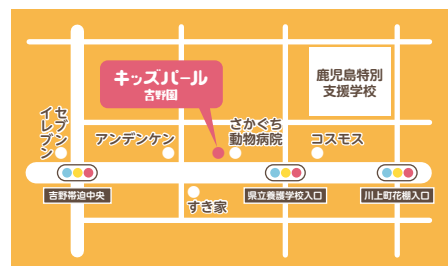 キッズパール
吉野園
鹿児島特別
支援学校
セブン
イレブン
アンデンケン
さかぐち
動物病院
コスモス
吉野帯迫中央
県立養護学校入口
川上町花棚入口
すき家